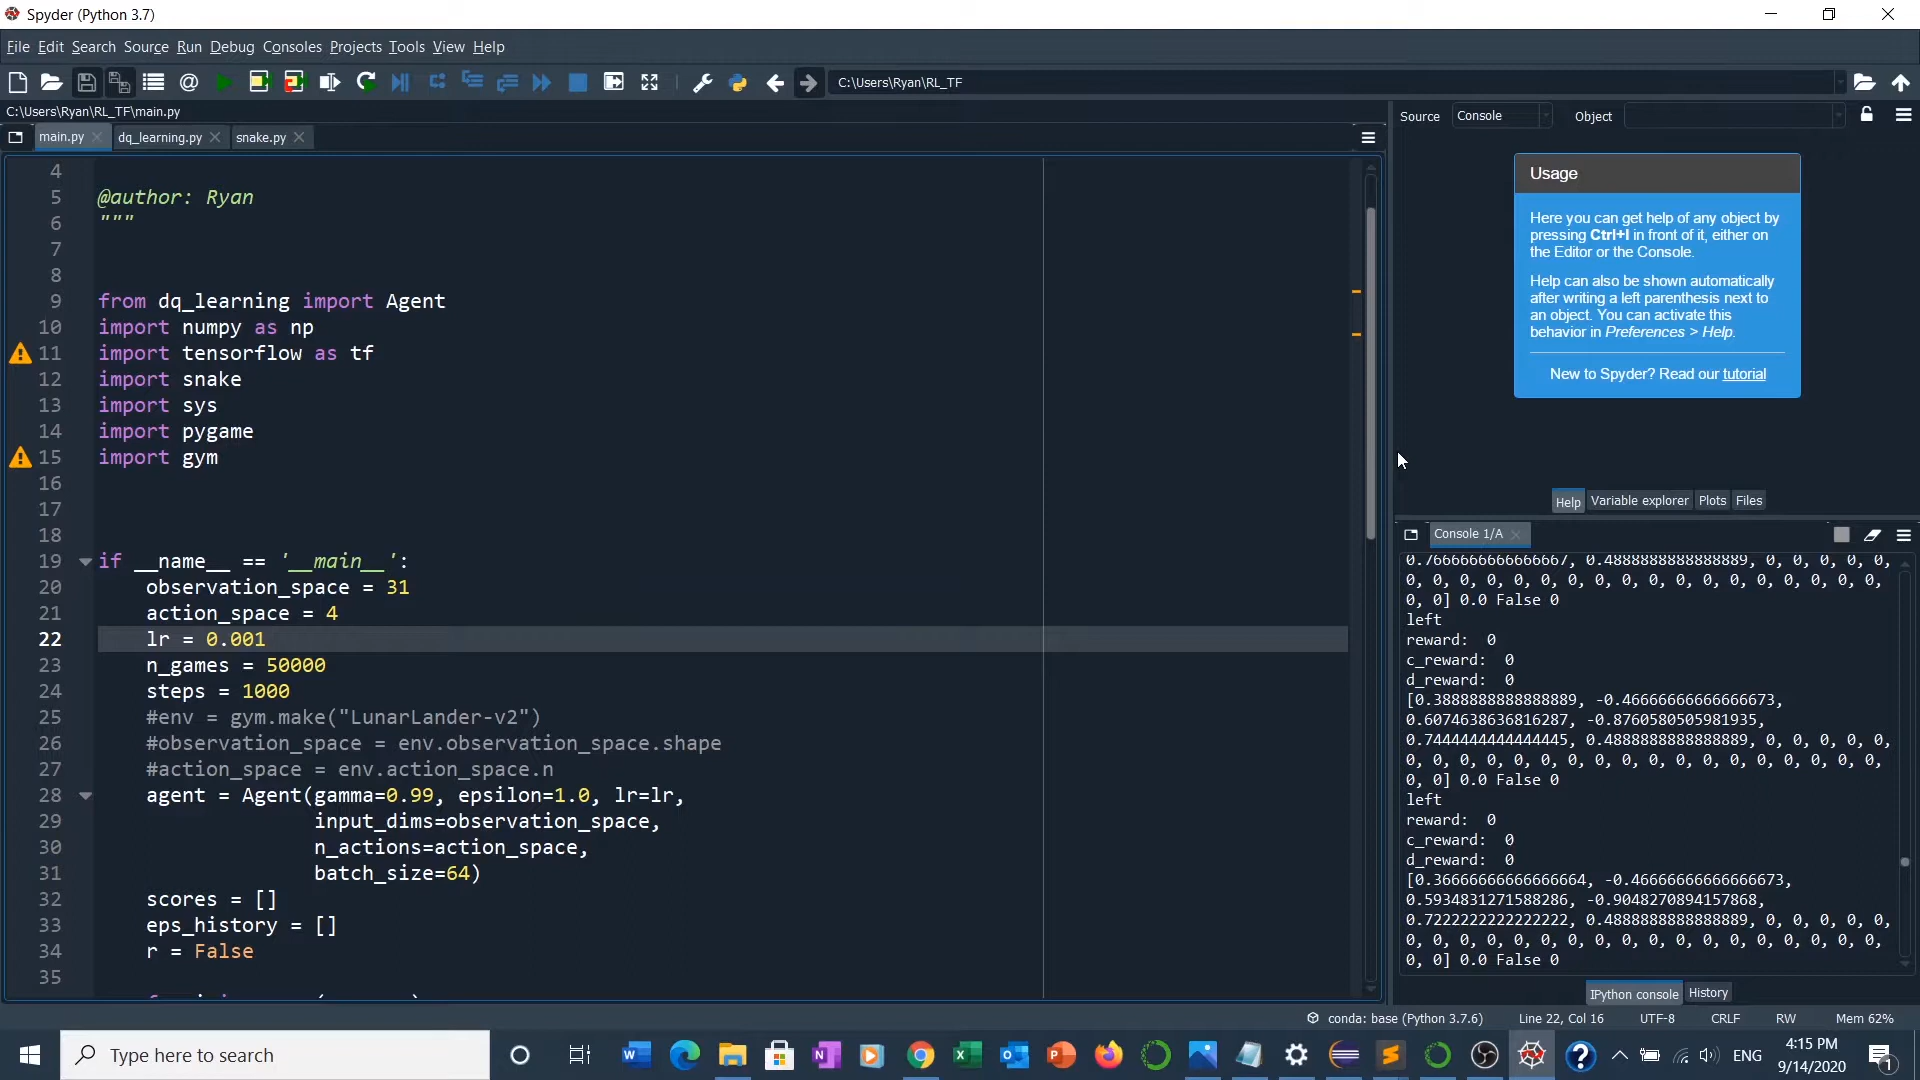 Spyder (Python 3.7)
File Edit Search Source Run Debug Consoles Projects Tools View Help
C:\Users\Ryan\RL_TF
C:\Users\Ryan\RL_TF\main.py
main.py dq_learning.py snake.py
4
5 @author: Ryan
6 """
7
8
9 from dq_learning import Agent
10 import numpy as np
11 import tensorflow as tf
12 import snake
13 import sys
14 import pygame
15 import gym
16
17
18
19 if __name__ == '__main__':
20 observation_space = 31
21 action_space = 4
22 lr = 0.001
23 n_games = 50000
24 steps = 1000
25 #env = gym.make("LunarLander-v2")
26 #observation_space = env.observation_space.shape
27 #action_space = env.action_space.n
28 agent = Agent(gamma=0.99, epsilon=1.0, lr=lr,
29 input_dims=observation_space,
30 n_actions=action_space,
31 batch_size=64)
32 scores = []
33 eps_history = []
34 r = False
35
Source Console Object
Usage
Here you can get help of any object by
pressing Ctrl+I in front of it, either on
the Editor or the Console.
Help can also be shown automatically
after writing a left parenthesis next to
an object. You can activate this
behavior in Preferences > Help.
New to Spyder? Read our tutorial
Help Variable explorer Plots Files
Console 1/A
0.7666666666666667, 0.4888888888888889, 0, 0, 0, 0, 0,
0, 0, 0, 0, 0, 0, 0, 0, 0, 0, 0, 0, 0, 0, 0, 0, 0, 0,
0, 0] 0.0 False 0
left
reward: 0
c_reward: 0
d_reward: 0
[0.3888888888888889, -0.46666666666666673,
0.6074638636816287, -0.8760580505981935,
0.7444444444444445, 0.4888888888888889, 0, 0, 0, 0, 0,
0, 0, 0, 0, 0, 0, 0, 0, 0, 0, 0, 0, 0, 0, 0, 0, 0, 0,
0, 0] 0.0 False 0
left
reward: 0
c_reward: 0
d_reward: 0
[0.36666666666666664, -0.46666666666666673,
0.5934831271588286, -0.9048270894157868,
0.7222222222222222, 0.4888888888888889, 0, 0, 0, 0, 0,
0, 0, 0, 0, 0, 0, 0, 0, 0, 0, 0, 0, 0, 0, 0, 0, 0, 0,
0, 0] 0.0 False 0
IPython console History
conda: base (Python 3.7.6) Line 22, Col 16 UTF-8 CRLF RW Mem 62%
Type here to search
ENG
4:15 PM
9/14/2020
1